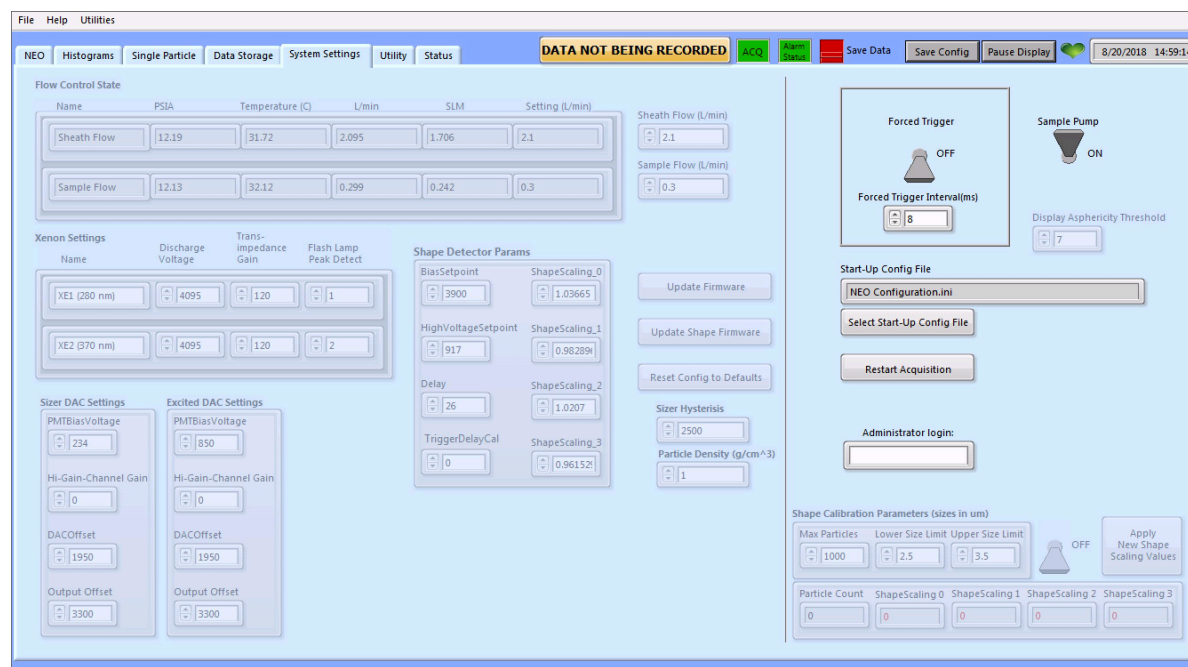 File Help Utilities
NEO Histograms Single Particle Data Storage System Settings Utility Status DATA NOT BEING RECORDED ACQ Alarm Status Save Data Save Config Pause Display 8/20/2018 14:59:14
Flow Control State
Name PSIA Temperature (C) L/min SLM Setting (L/min)
Sheath Flow 12.19 31.72 2.095 1.706 2.1
Sample Flow 12.13 32.12 0.299 0.242 0.3
Sheath Flow (L/min)
2.1
Sample Flow (L/min)
0.3
Xenon Settings
Name Discharge Voltage Trans-impedance Gain Flash Lamp Peak Detect
XE1 (280 nm) 4095 120 1
XE2 (370 nm) 4095 120 2
Shape Detector Params
BiasSetpoint ShapeScaling_0
3900 1.03665
HighVoltageSetpoint ShapeScaling_1
917
Delay ShapeScaling_2
26 1.0207
TriggerDelayCal ShapeScaling_3
0
Update Firmware
Update Shape Firmware
Reset Config to Defaults
Sizer Hysterisis
2500
Particle Density (g/cm^3)
1
Sizer DAC Settings
PMTBiasVoltage
234
Hi-Gain-Channel Gain
0
DACOffset
1950
Output Offset
3300
Excited DAC Settings
PMTBiasVoltage
850
Hi-Gain-Channel Gain
0
DACOffset
1950
Output Offset
3300
Forced Trigger
OFF
Forced Trigger Interval(ms)
8
Sample Pump
ON
Display Asphericity Threshold
7
Start-Up Config File
NEO Configuration.ini
Select Start-Up Config File
Restart Acquisition
Administrator login:
Shape Calibration Parameters (sizes in um)
Max Particles Lower Size Limit Upper Size Limit
1000 2.5 3.5
OFF
Apply
New Shape
Scaling Values
Particle Count ShapeScaling 0 ShapeScaling 1 ShapeScaling 2 ShapeScaling 3
0 0 0 0 0